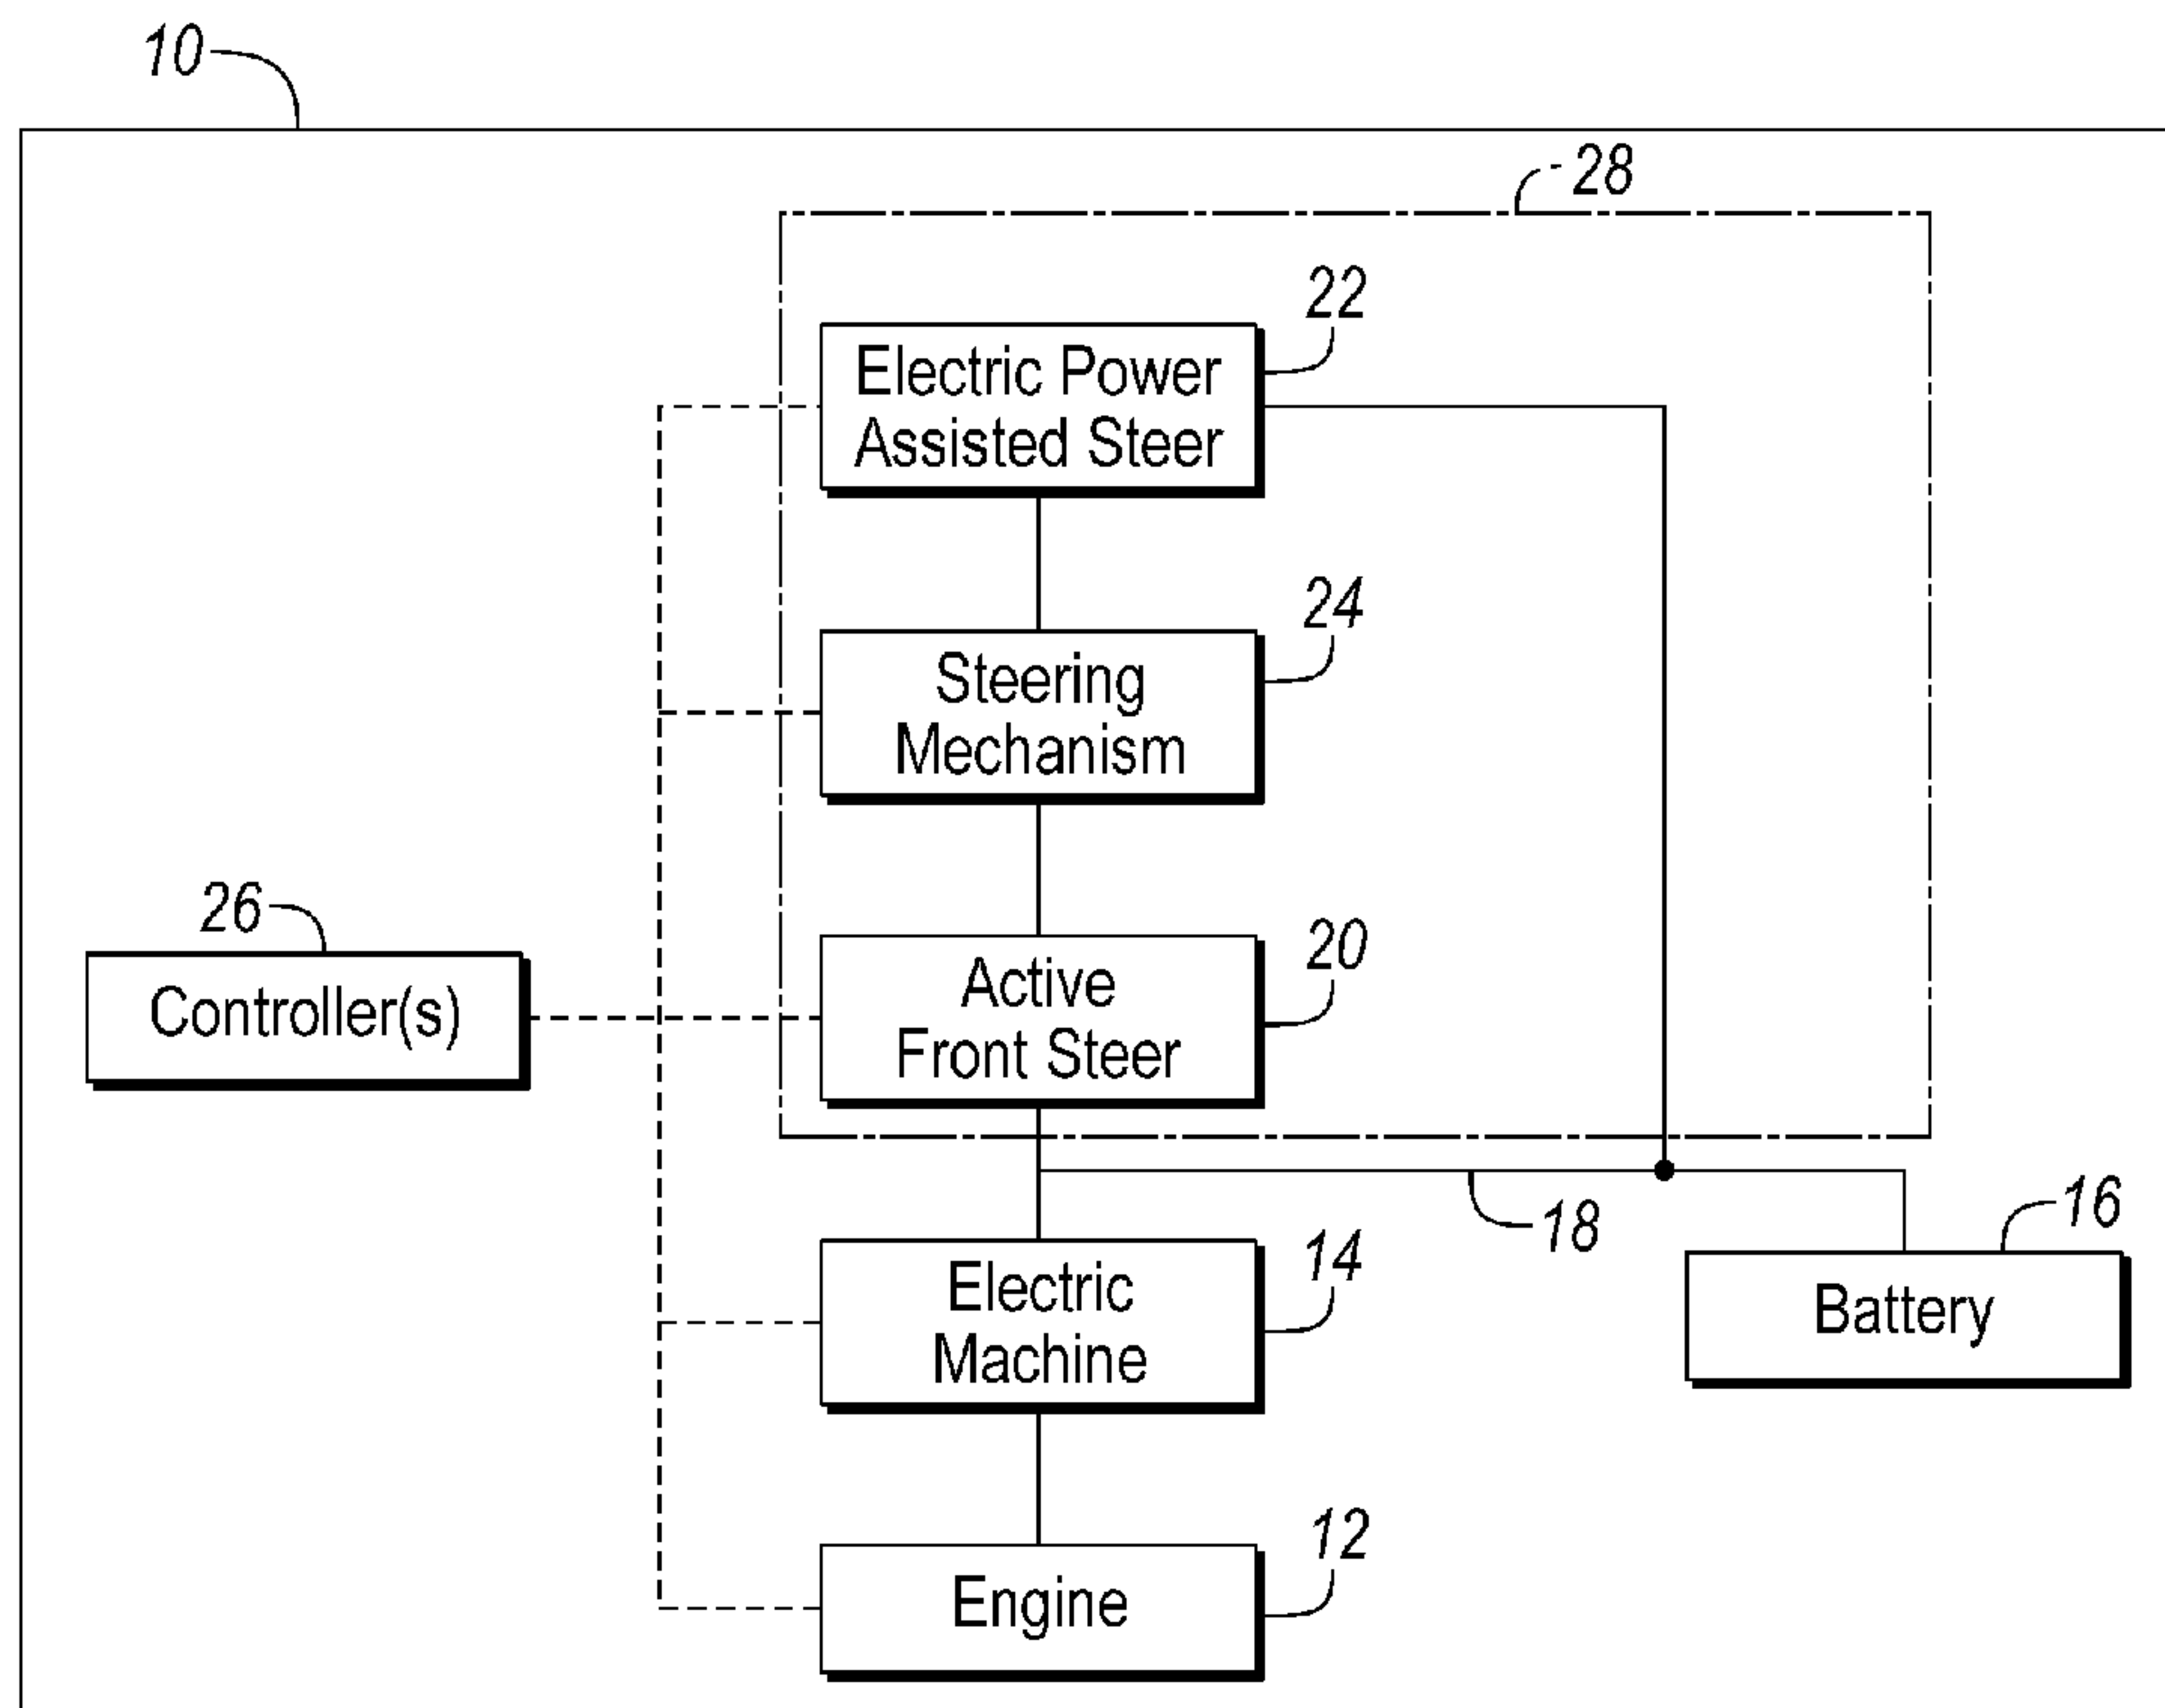 10
28
22
Electric Power
Assisted Steer
24
Steering
Mechanism
26
Controller(s)
20
Active
Front Steer
18
16
Battery
14
Electric
Machine
12
Engine